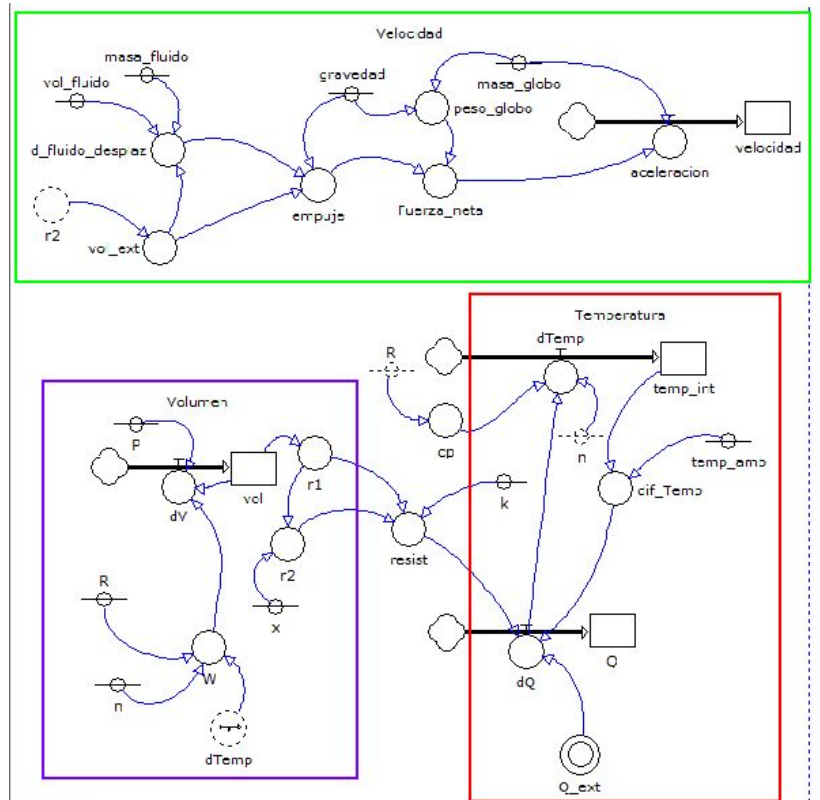 Velocidad
masa_fluido
vol_fluido
gravedad
masa_globo
peso_globo
velocidad
d_fluido_desplaz
aceleracion
empuje
Fuerza_neta
r2
vol_ext
Temperatura
dTemp
R
temp_int
Volumen
P
cp
n
temp_amb
r1
dif_Temp
vol
k
dV
resist
r2
R
x
W
Q
n
dQ
dTemp
Q_ext